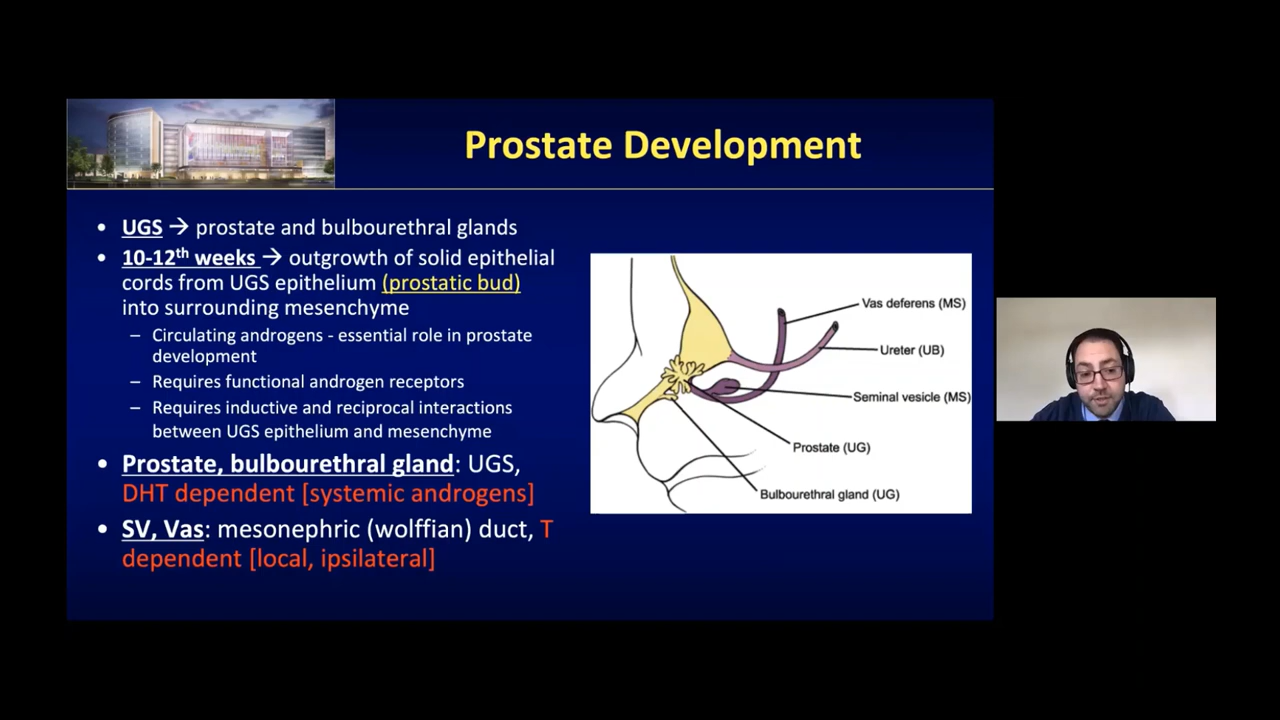 Prostate Development
• UGS → prostate and bulbourethral glands
• 10-12th weeks → outgrowth of solid epithelial
cords from UGS epithelium (prostatic bud)
into surrounding mesenchyme
– Circulating androgens - essential role in prostate
development
– Requires functional androgen receptors
– Requires inductive and reciprocal interactions
between UGS epithelium and mesenchyme
• Prostate, bulbourethral gland: UGS,
DHT dependent [systemic androgens]
• SV, Vas: mesonephric (wolffian) duct, T
dependent [local, ipsilateral]
Vas deferens (MS)
Ureter (UB)
Seminal vesicle (MS)
Prostate (UG)
Bulbourethral gland (UG)